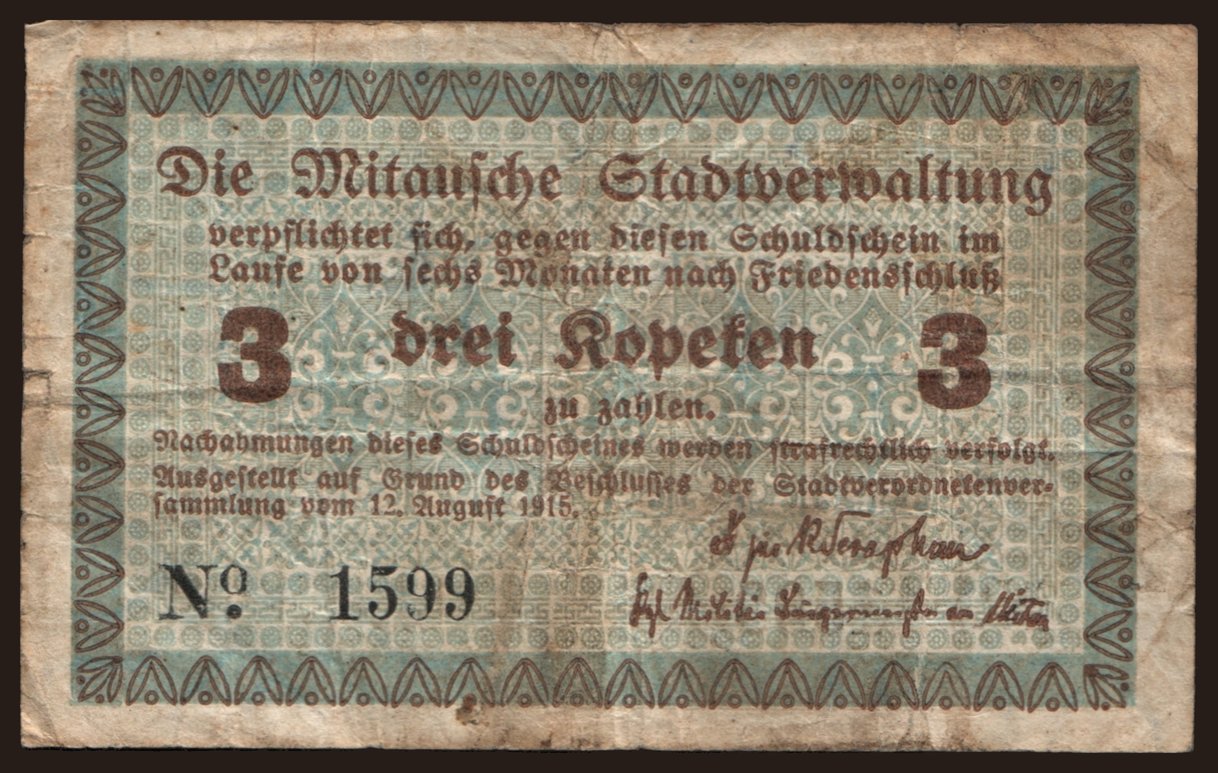 Die Mitausche Stadtverwaltung
verpflichtet sich, gegen diesen Schuldschein im
Laufe von sechs Monaten nach Friedensschluß
3 drei Kopeken 3
zu zahlen.
Nachahmungen dieses Schuldscheines werden strafrechtlich verfolgt.
Ausgestellt auf Grund des Beschlusses der Stadtverordnetenver-
sammlung vom 12. August 1915.
No. 1599